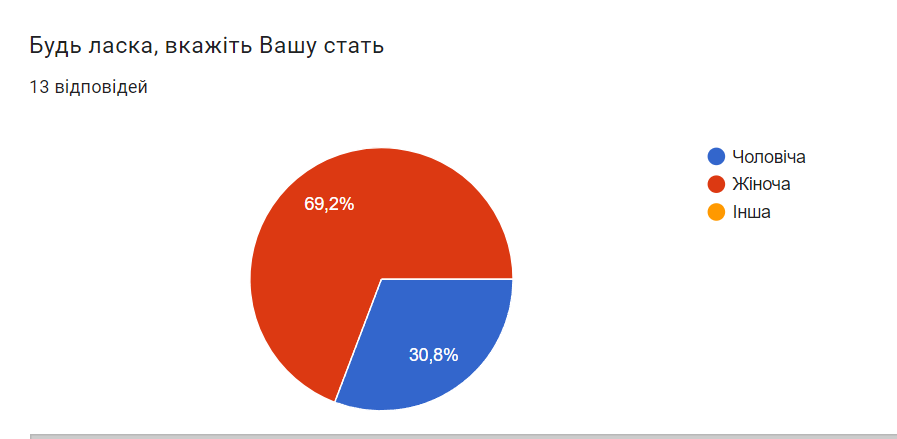 Будь ласка, вкажіть Вашу стать
13 відповідей
69,2%
30,8%
Чоловіча
Жіноча
Інша